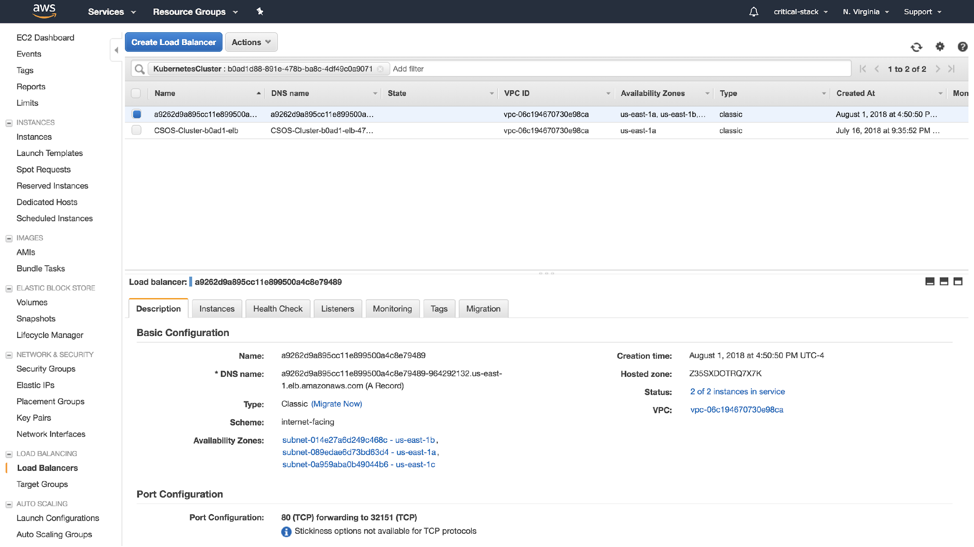 aws
Services
Resource Groups
critical-stack
N. Virginia
Support
EC2 Dashboard
Events
Tags
Reports
Limits
INSTANCES
Instances
Launch Templates
Spot Requests
Reserved Instances
Dedicated Hosts
Scheduled Instances
IMAGES
AMIs
Bundle Tasks
ELASTIC BLOCK STORE
Volumes
Snapshots
Lifecycle Manager
NETWORK & SECURITY
Security Groups
Elastic IPs
Placement Groups
Key Pairs
Network Interfaces
LOAD BALANCING
Load Balancers
Target Groups
AUTO SCALING
Launch Configurations
Auto Scaling Groups
Create Load Balancer
Actions
KubernetesCluster : b0ad1d88-891e-478b-ba8c-4df49c0a9071
Add filter
1 to 2 of 2
Name DNS name State VPC ID Availability Zones Type Created At Mon
a9262d9a895cc11e899500a... a9262d9a895cc11e899500a4c... vpc-06c194670730e98ca us-east-1a, us-east-1b,... classic August 1, 2018 at 4:50:50 P...
CSOS-Cluster-b0ad1-elb CSOS-Cluster-b0ad1-elb-47... vpc-06c194670730e98ca us-east-1a classic July 16, 2018 at 9:35:52 PM ...
Load balancer: a9262d9a895cc11e899500a4c8e79489
Description Instances Health Check Listeners Monitoring Tags Migration
Basic Configuration
Name: a9262d9a895cc11e899500a4c8e79489
* DNS name: a9262d9a895cc11e899500a4c8e79489-964292132.us-east-
1.elb.amazonaws.com (A Record)
Type: Classic (Migrate Now)
Scheme: internet-facing
Availability Zones: subnet-014e27a6d249c468c - us-east-1b,
subnet-089edae6d73bd63d4 - us-east-1a,
subnet-0a959aba0b49044b6 - us-east-1c
Creation time: August 1, 2018 at 4:50:50 PM UTC-4
Hosted zone: Z35SXDOTRQ7X7K
Status: 2 of 2 instances in service
VPC: vpc-06c194670730e98ca
Port Configuration
Port Configuration: 80 (TCP) forwarding to 32151 (TCP)
Stickiness options not available for TCP protocols